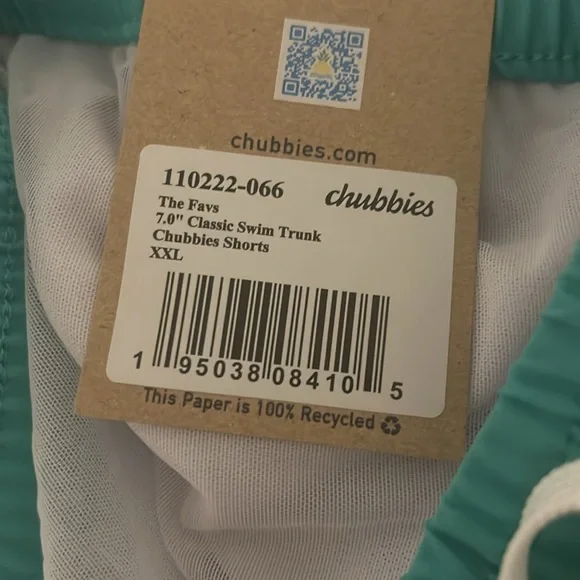 chubbies.com
110222-066
chubbies
The Favs
7.0" Classic Swim Trunk
Chubbies Shorts
XXL
1 95038 08410 5
This Paper is 100% Recycled